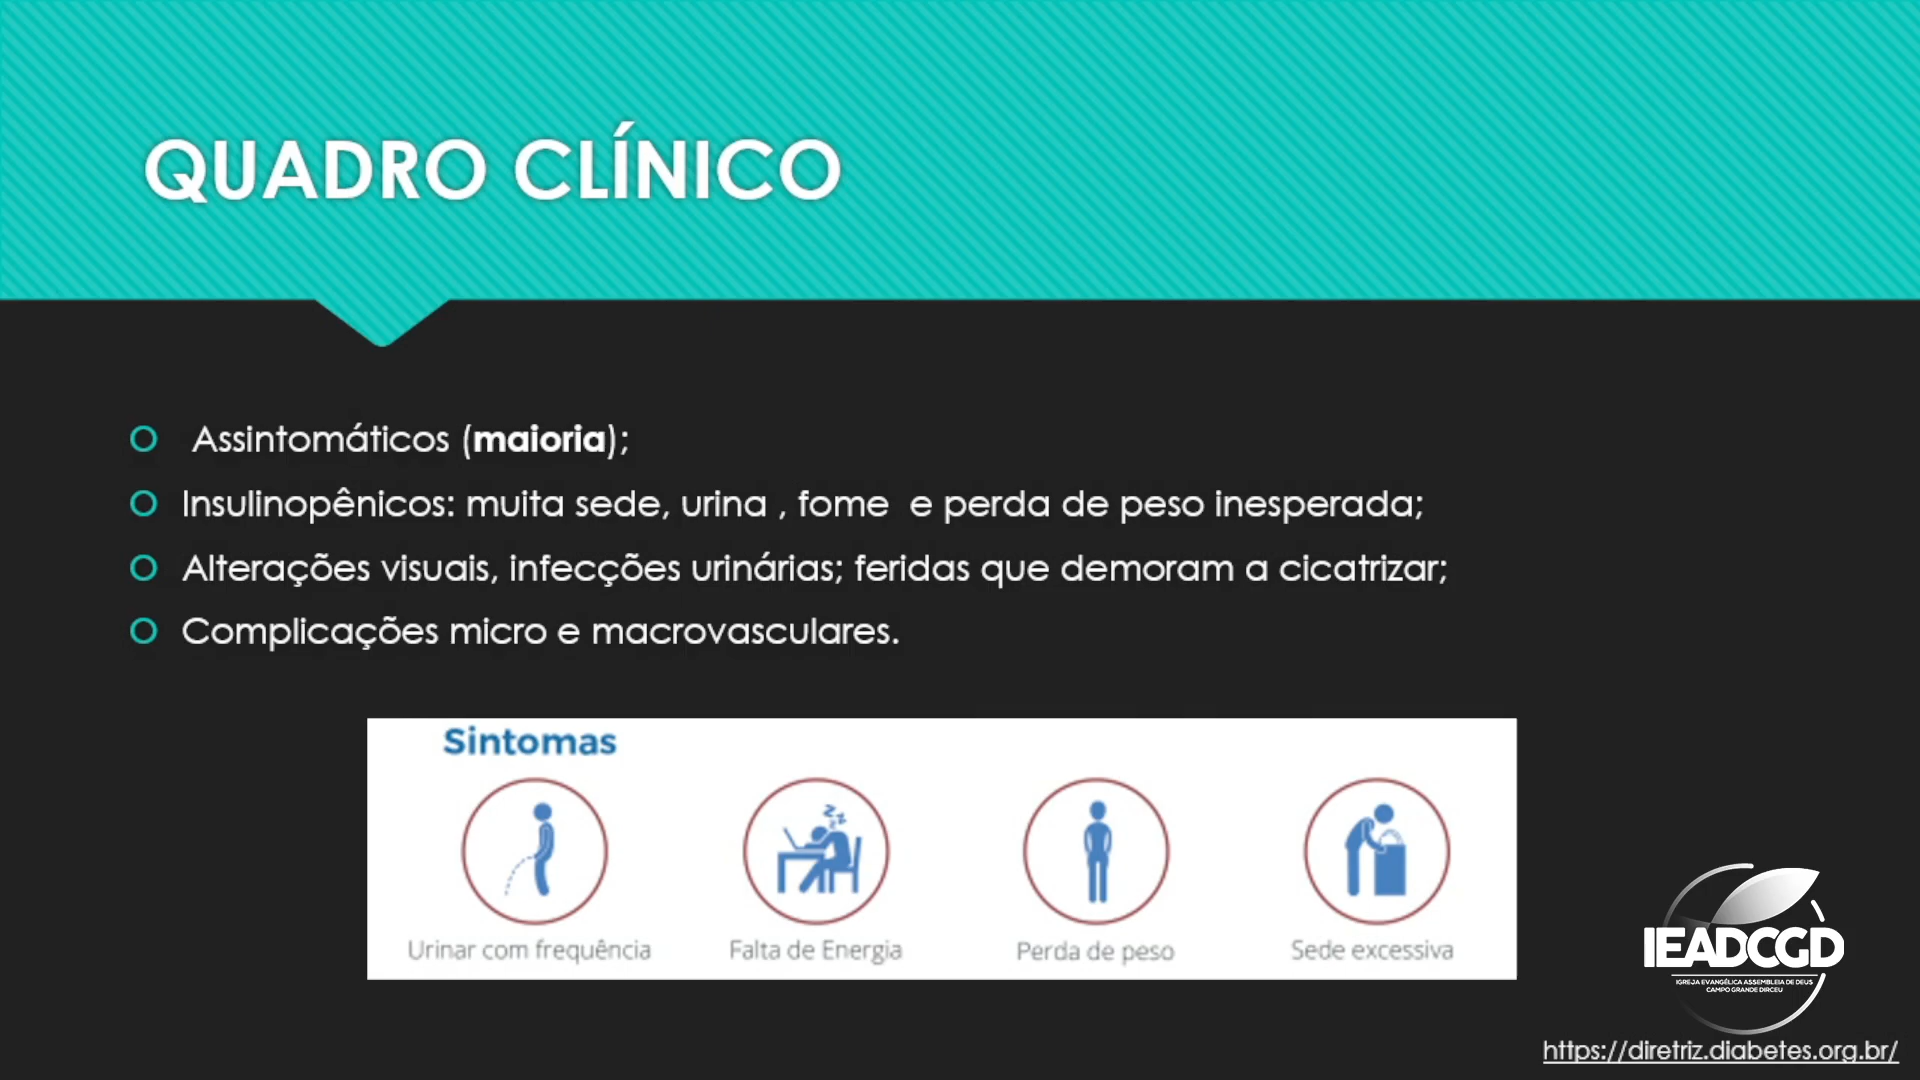 QUADRO CLÍNICO
Assintomáticos (maioria);
Insulinopênicos: muita sede, urina , fome e perda de peso inesperada;
Alterações visuais, infecções urinárias; feridas que demoram a cicatrizar;
Complicações micro e macrovasculares.
Sintomas
Urinar com frequência
Falta de Energia
Perda de peso
Sede excessiva
IEADCGD
IGREJA EVANGÉLICA ASSEMBLEIA DE DEUS
CAMPO GRANDE DIRCEU
https://diretriz.diabetes.org.br/